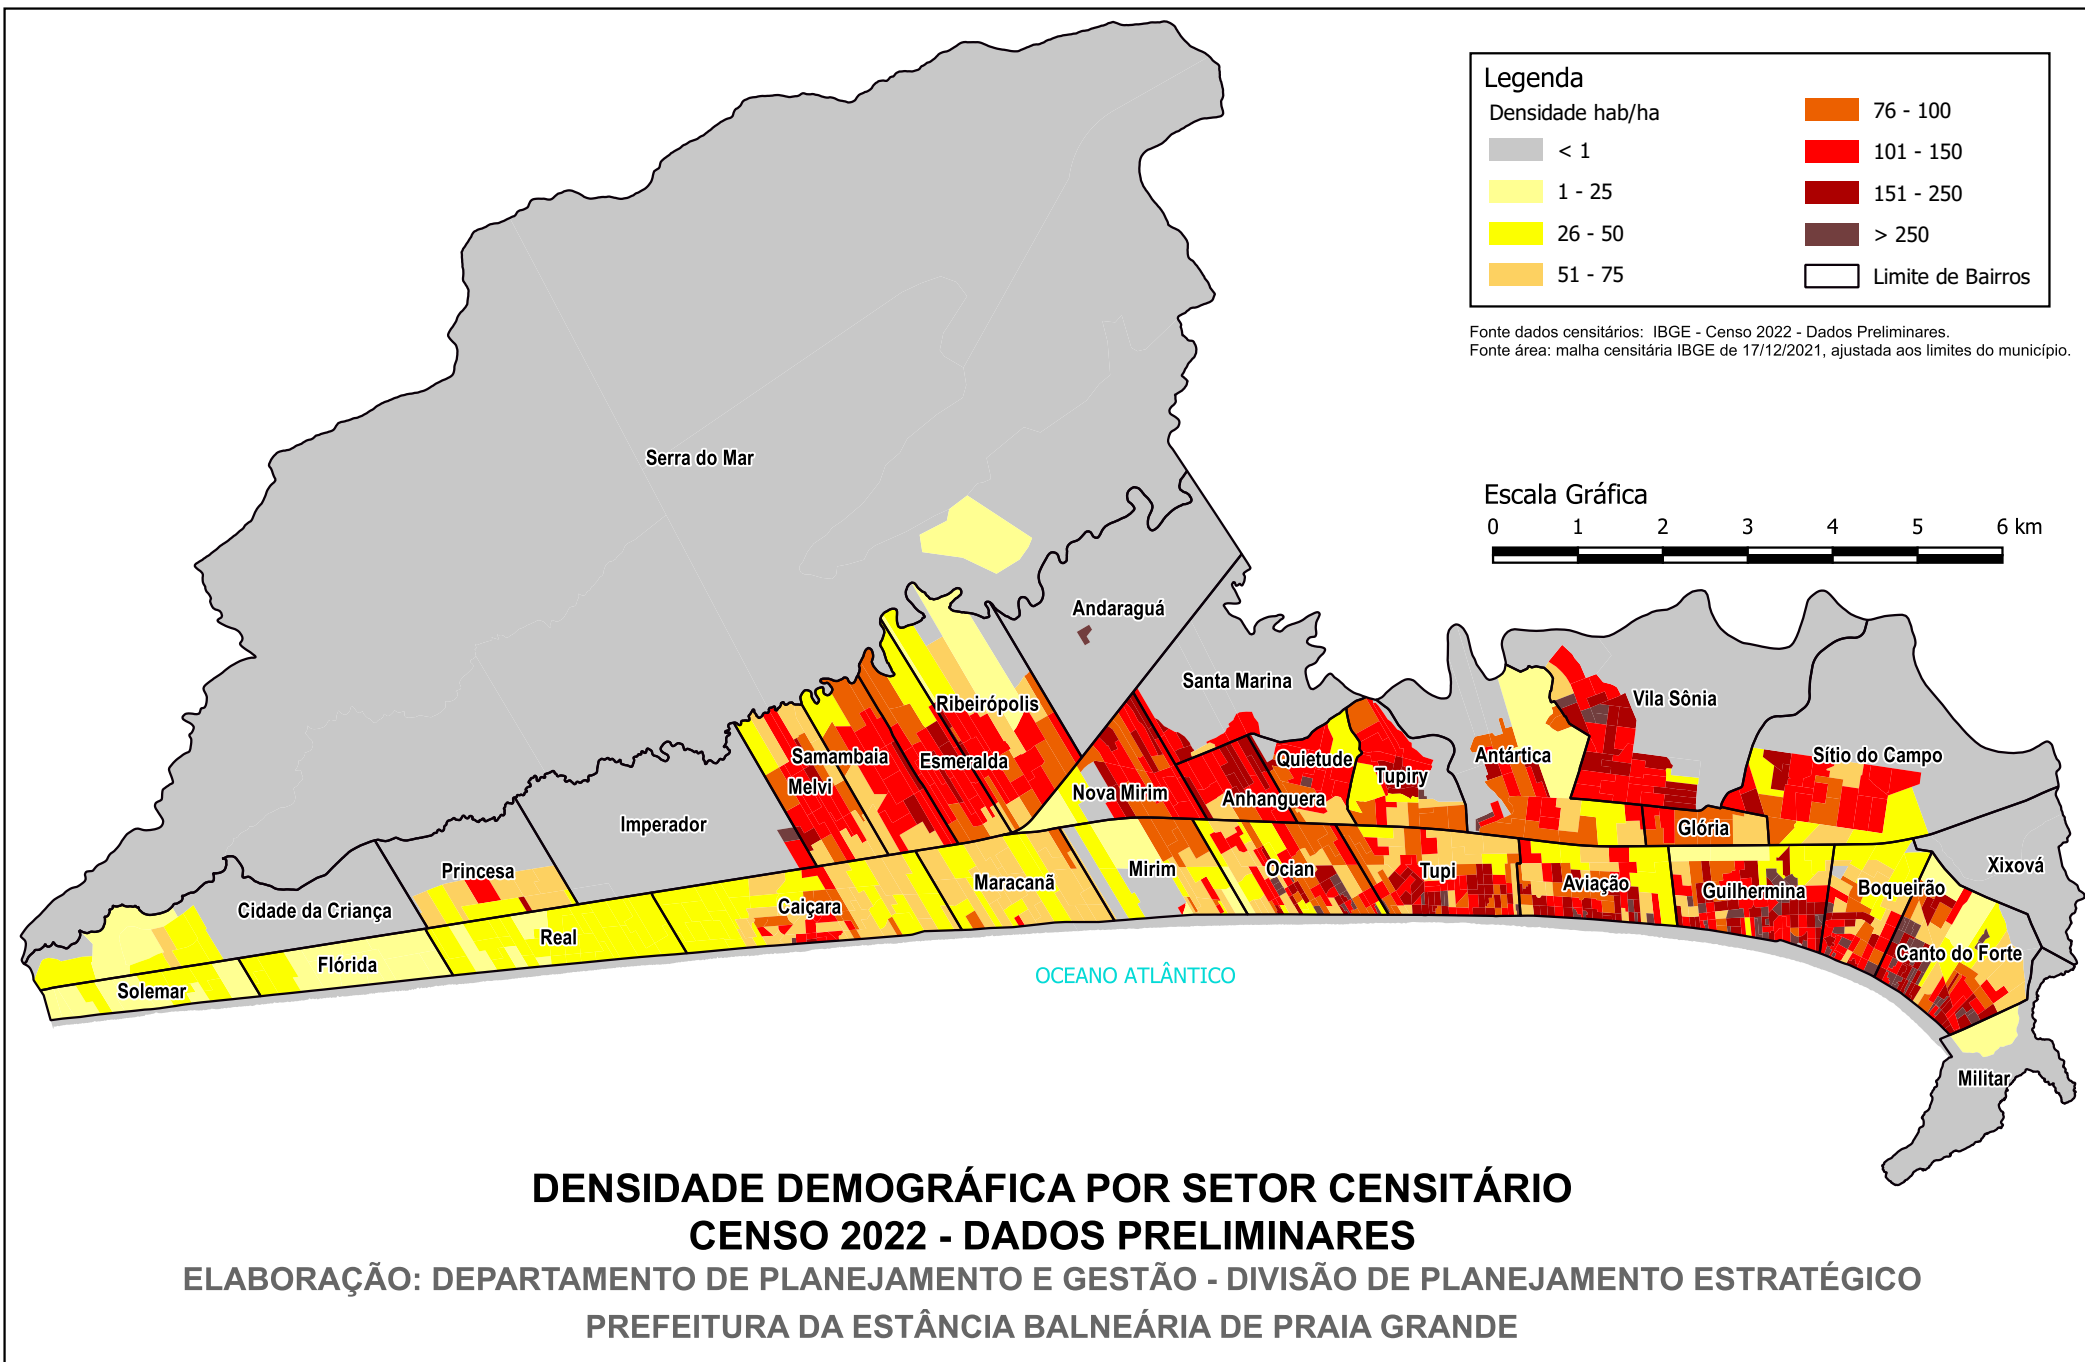 Legenda
Densidade hab/ha
< 1
1 - 25
26 - 50
51 - 75
76 - 100
101 - 150
151 - 250
> 250
Limite de Bairros
Fonte dados censitários:  IBGE - Censo 2022 - Dados Preliminares.
Fonte área: malha censitária IBGE de 17/12/2021, ajustada aos limites do município.
Serra do Mar
Escala Gráfica
0 1 2 3 4 5 6 km
Andaraguá
Santa Marina
Vila Sônia
Ribeirópolis
Samambaia
Esmeralda
Quietude
Tupiry
Antártica
Sítio do Campo
Melvi
Nova Mirim
Anhanguera
Imperador
Glória
Princesa
Mirim
Ocian
Tupi
Xixová
Cidade da Criança
Caiçara
Maracanã
Aviação
Guilhermina
Boqueirão
Real
Flórida
Canto do Forte
Solemar
OCEANO ATLÂNTICO
Militar
DENSIDADE DEMOGRÁFICA POR SETOR CENSITÁRIO
CENSO 2022 - DADOS PRELIMINARES
ELABORAÇÃO: DEPARTAMENTO DE PLANEJAMENTO E GESTÃO - DIVISÃO DE PLANEJAMENTO ESTRATÉGICO
PREFEITURA DA ESTÂNCIA BALNEÁRIA DE PRAIA GRANDE